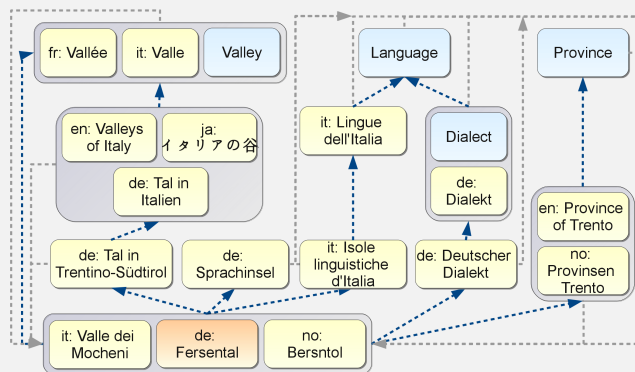 fr: Vallée
it: Valle
Valley
Language
Province
en: Valleys
of Italy
ja:
イタリアの谷
de: Tal in
Italien
it: Lingue
dell'Italia
Dialect
de:
Dialekt
en: Province
of Trento
no:
Provinsen
Trento
de: Tal in
Trentino-Südtirol
de:
Sprachinsel
it: Isole
linguistiche
d'Italia
de: Deutscher
Dialekt
it: Valle dei
Mocheni
de:
Fersental
no:
Bersntol